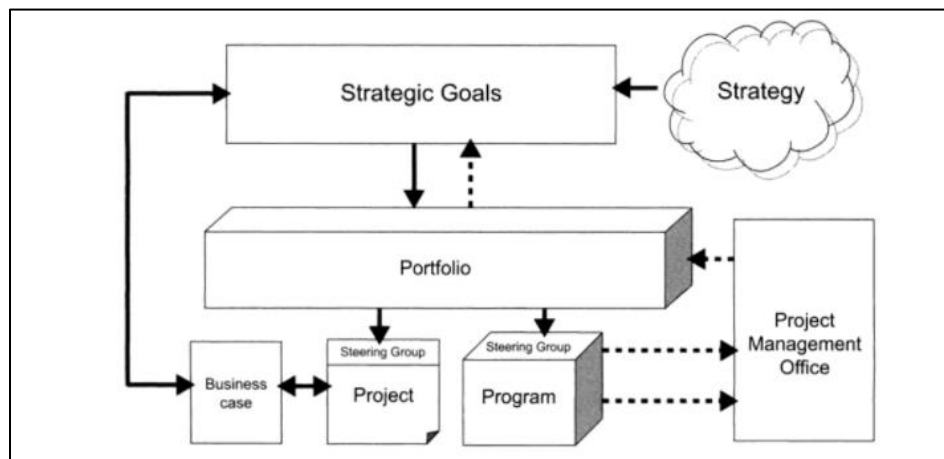 Strategic Goals
Strategy
Portfolio
Project
Management
Office
Steering Group
Project
Steering Group
Program
Business
case